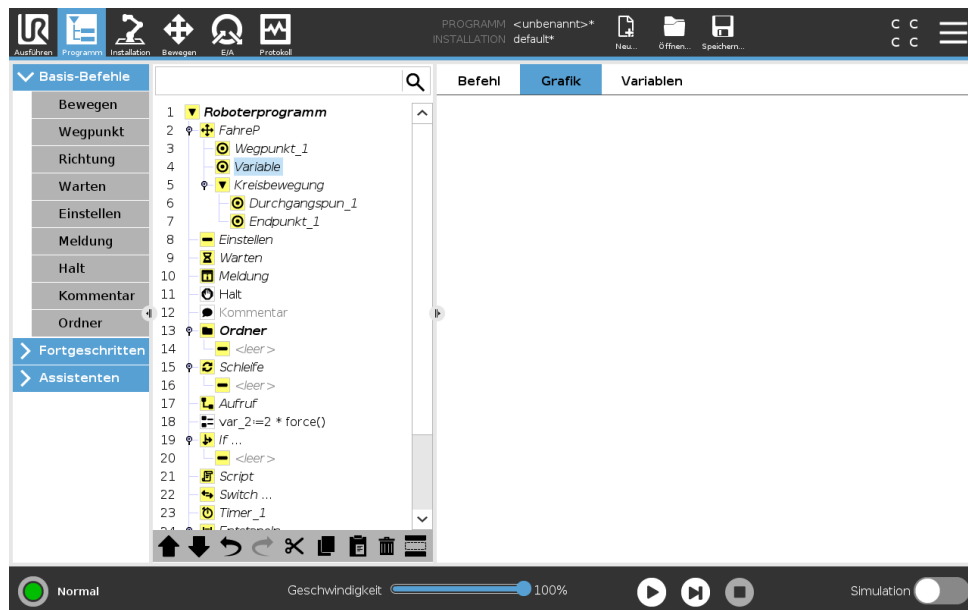 PROGRAMM <unbenannt>*
INSTALLATION default*
Ausführen Programm Installation Bewegen E/A Protokoll Neu... Öffnen... Speichern...
C C
C C
Basis-Befehle
Bewegen
Wegpunkt
Richtung
Warten
Einstellen
Meldung
Halt
Kommentar
Ordner
Fortgeschritten
Assistenten
Befehl Grafik Variablen
1 Roboterprogramm
2 FahreP
3 Wegpunkt_1
4 Variable
5 Kreisbewegung
6 Durchgangspun_1
7 Endpunkt_1
8 Einstellen
9 Warten
10 Meldung
11 Halt
12 Kommentar
13 Ordner
14 <leer>
15 Schleife
16 <leer>
17 Aufruf
18 var_2:=2 * force()
19 If ...
20 <leer>
21 Script
22 Switch ...
23 Timer_1
Normal Geschwindigkeit 100% Simulation